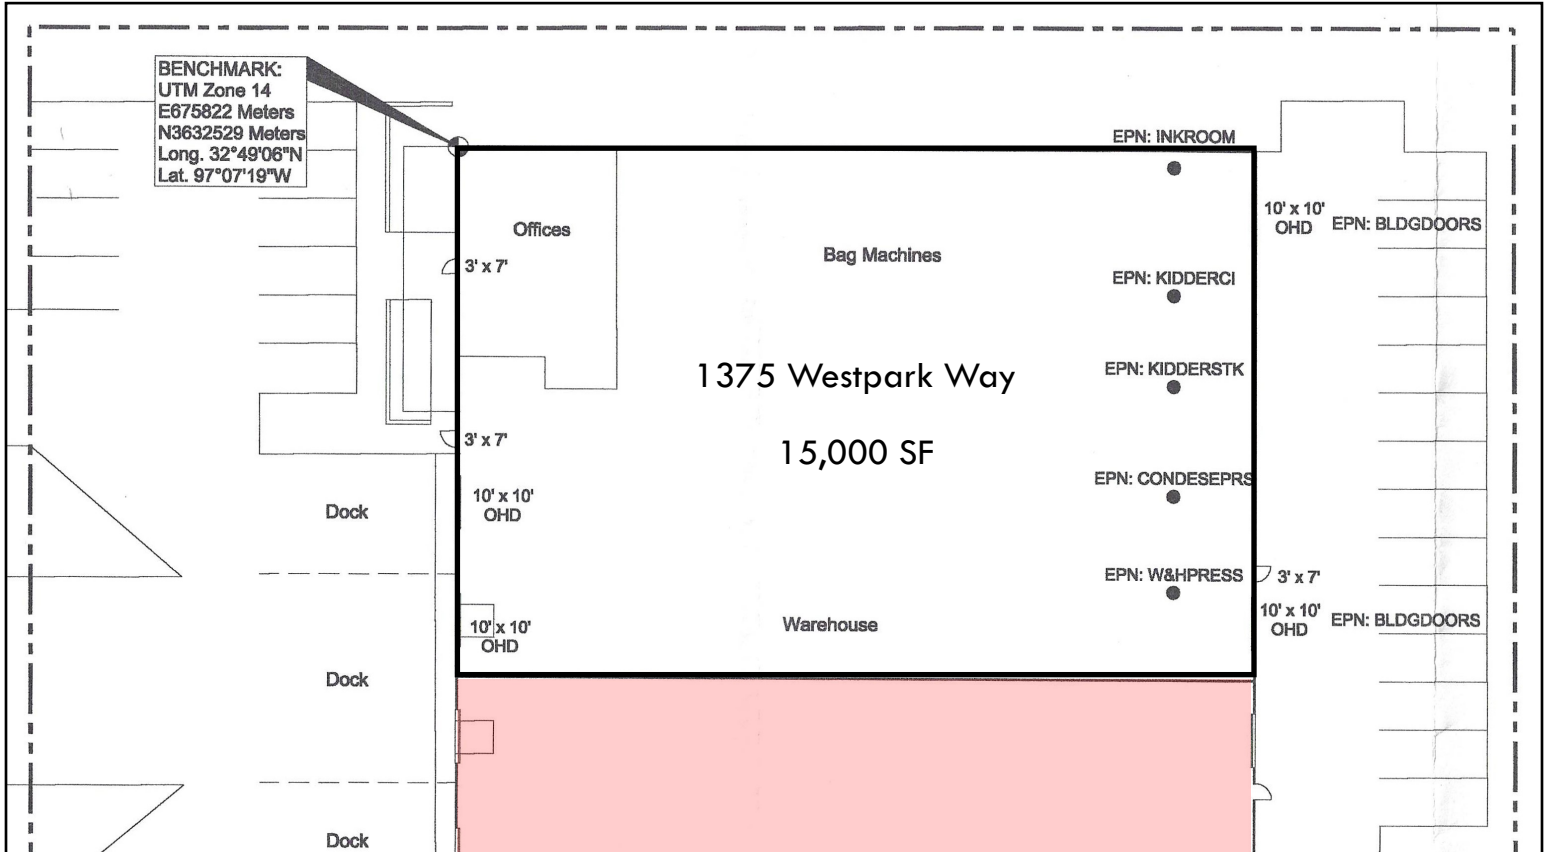 BENCHMARK:
UTM Zone 14
E675822 Meters
N3632529 Meters
Long. 32°49'06"N
Lat. 97°07'19"W
EPN: INKROOM
10' x 10'
OHD
EPN: BLDGDOORS
Offices
Bag Machines
3' x 7'
EPN: KIDDERCI
1375 Westpark Way
EPN: KIDDERSTK
3' x 7'
15,000 SF
EPN: CONDESEPRS
10' x 10'
OHD
Dock
EPN: W&HPRESS
3' x 7'
10' x 10'
OHD
EPN: BLDGDOORS
10' x 10'
OHD
Warehouse
Dock
Dock